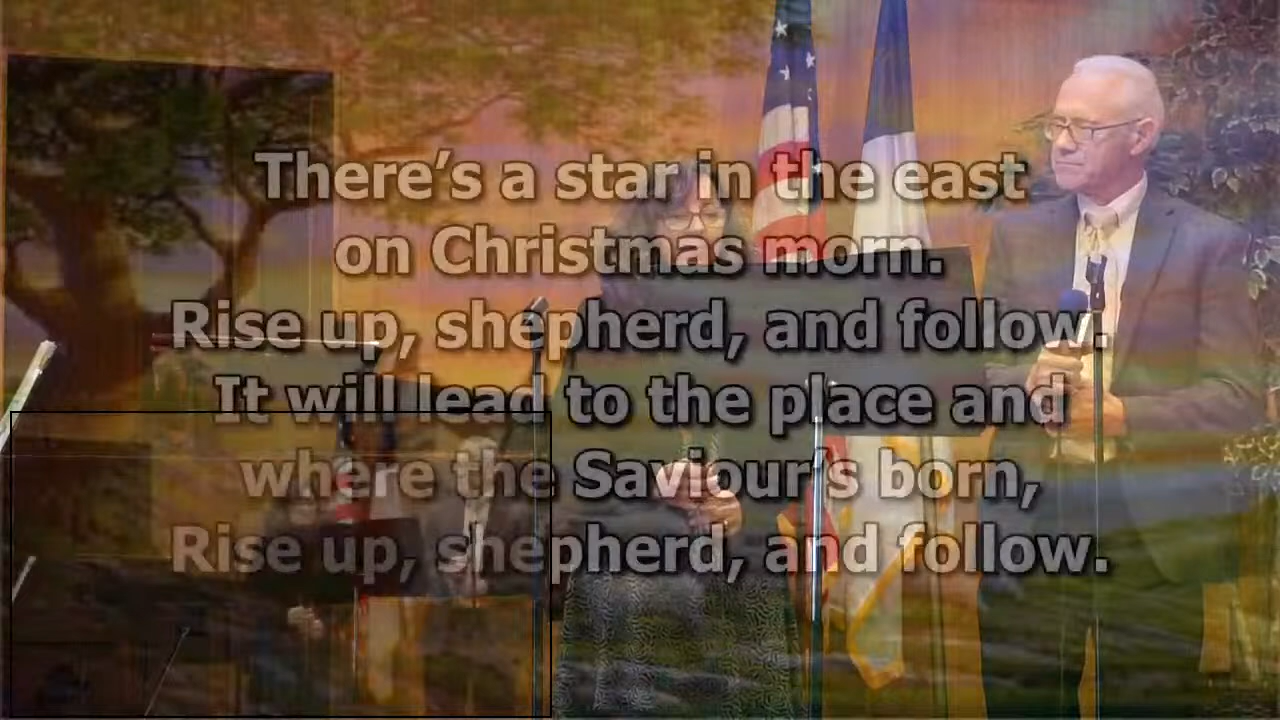 There’s a star in the east
on Christmas morn.
Rise up, shepherd, and follow.
It will lead to the place and
where the Saviour’s born,
Rise up, shepherd, and follow.